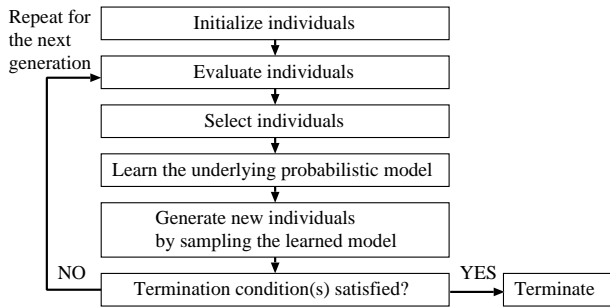 Repeat for
the next
generation
Initialize individuals
Evaluate individuals
Select individuals
Learn the underlying probabilistic model
Generate new individuals
by sampling the learned model
NO
Termination condition(s) satisfied?
YES
Terminate